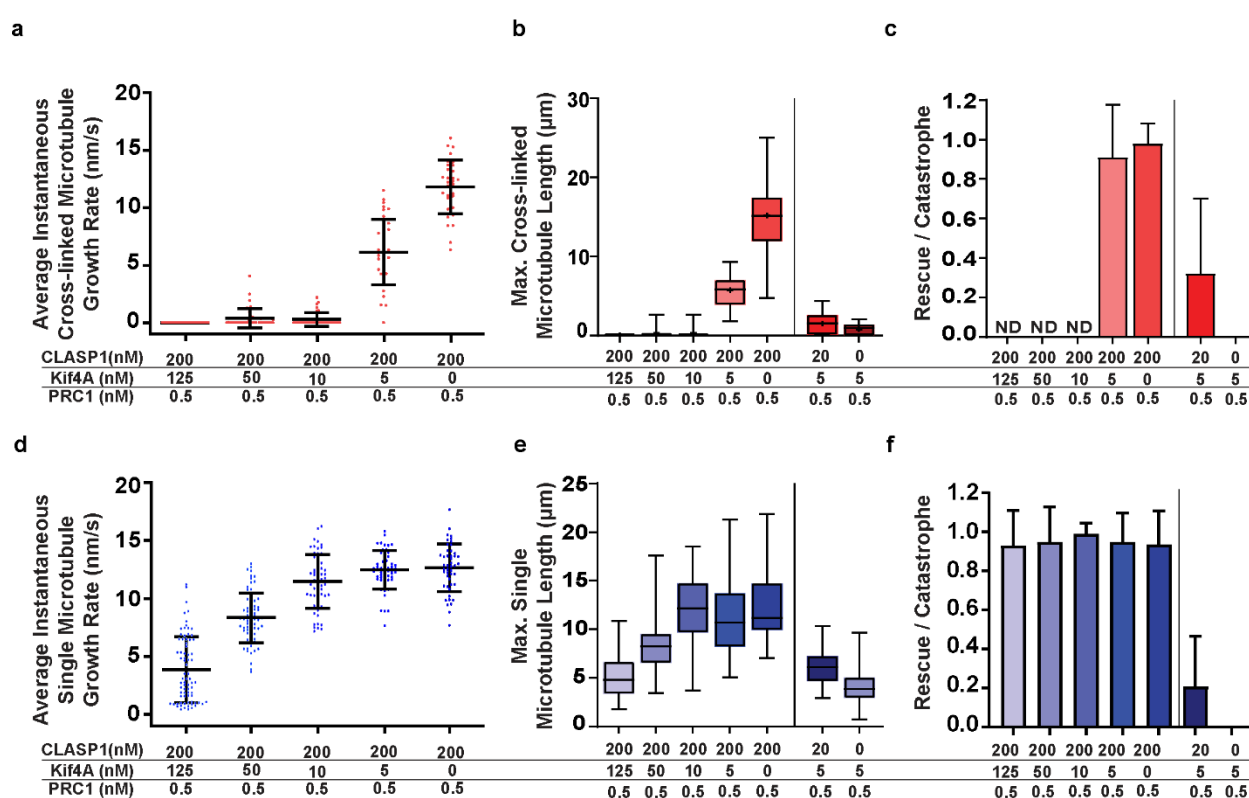 a
b
c
Average Instantaneous
Cross-linked Microtubule
Growth Rate (nm/s)
20
15
10
5
0
CLASP1(nM) 200 200 200 200 200
Kif4A (nM) 125 50 10 5 0
PRC1 (nM) 0.5 0.5 0.5 0.5 0.5
Max. Cross-linked
Microtubule Length (µm)
30
20
10
0
200 200 200 200 200 20 0
125 50 10 5 0 5 5
0.5 0.5 0.5 0.5 0.5 0.5 0.5
Rescue / Catastrophe
1.2
1.0
0.8
0.6
0.4
0.2
0.0
ND ND ND
200 200 200 200 200 20 0
125 50 10 5 0 5 5
0.5 0.5 0.5 0.5 0.5 0.5 0.5
d
e
f
Average Instantaneous
Single Microtubule
Growth Rate (nm/s)
20
15
10
5
0
CLASP1(nM) 200 200 200 200 200
Kif4A (nM) 125 50 10 5 0
PRC1 (nM) 0.5 0.5 0.5 0.5 0.5
Max. Single
Microtubule Length (µm)
25
20
15
10
5
0
200 200 200 200 200 20 0
125 50 10 5 0 5 5
0.5 0.5 0.5 0.5 0.5 0.5 0.5
Rescue / Catastrophe
1.2
1.0
0.8
0.6
0.4
0.2
0.0
200 200 200 200 200 20 0
125 50 10 5 0 5 5
0.5 0.5 0.5 0.5 0.5 0.5 0.5